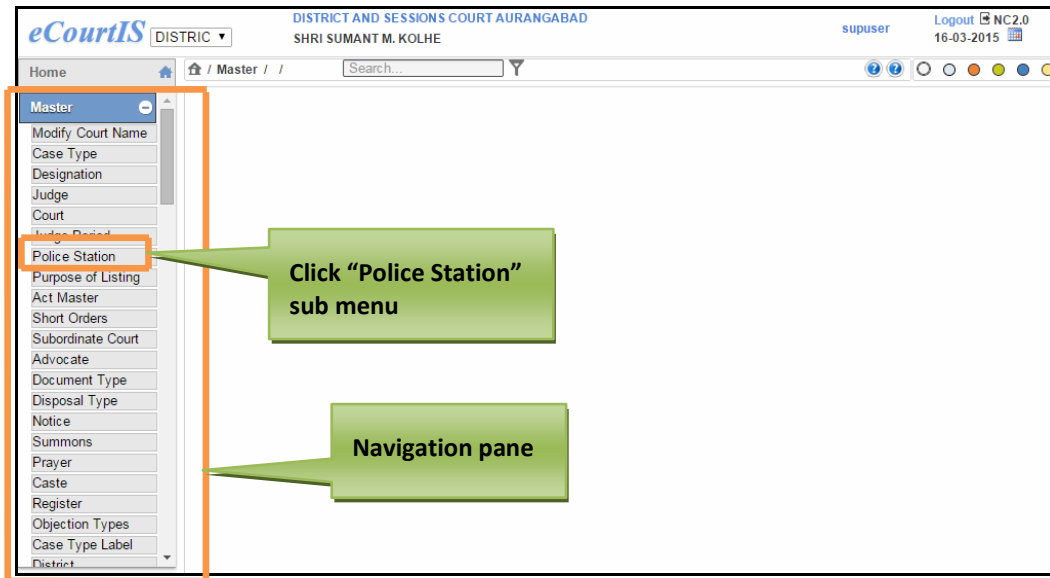 eCourtIS DISTRIC
DISTRICT AND SESSIONS COURT AURANGABAD
SHRI SUMANT M. KOLHE
supuser
Logout NC2.0
16-03-2015
Home
/ Master / /
Search...
Master
Modify Court Name
Case Type
Designation
Judge
Court
Judge Period
Police Station
Purpose of Listing
Act Master
Short Orders
Subordinate Court
Advocate
Document Type
Disposal Type
Notice
Summons
Prayer
Caste
Register
Objection Types
Case Type Label
District
Click “Police Station”
sub menu
Navigation pane